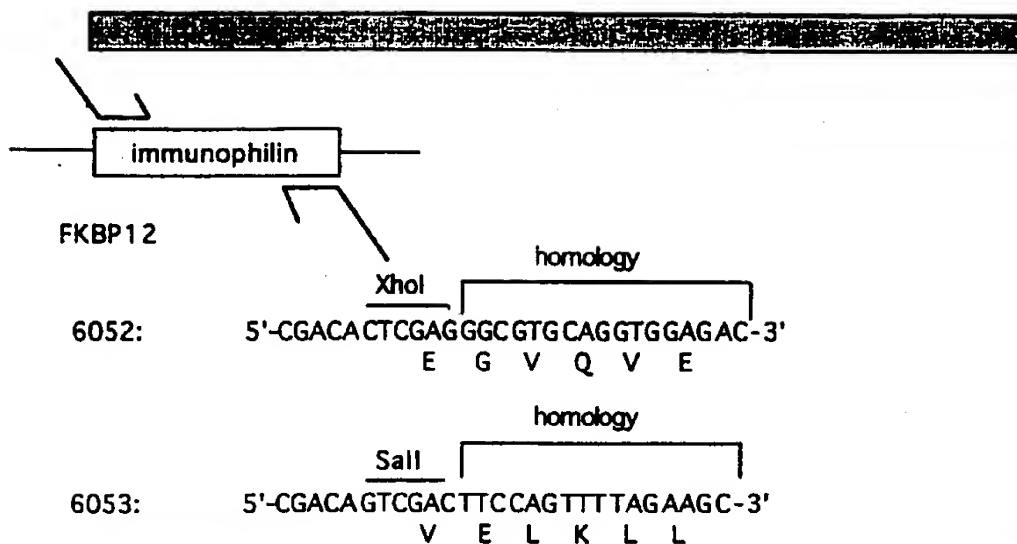 immunophilin
FKBP12
homology
XhoI
6052: 5'-CGACACTCGAGGGCGTGCAGGTGGAGAC-3'
E G V Q V E
homology
SalI
6053: 5'-CGACAGTCGACTTCCAGTTTTAGAAGC-3'
V E L K L L